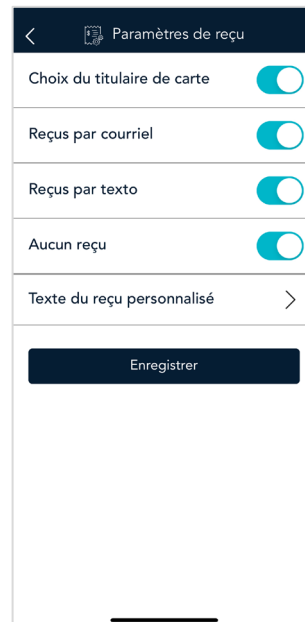 Paramètres de reçu
Choix du titulaire de carte
Reçus par courriel
Reçus par texto
Aucun reçu
Texte du reçu personnalisé
Enregistrer